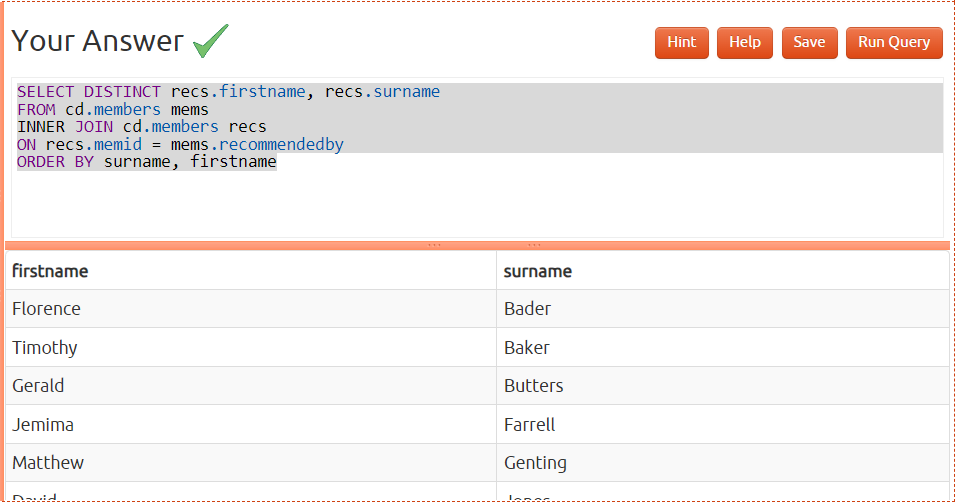 Your Answer
Hint Help Save Run Query
SELECT DISTINCT recs.firstname, recs.surname
FROM cd.members mems
INNER JOIN cd.members recs
ON recs.memid = mems.recommendedby
ORDER BY surname, firstname
firstname surname
Florence Bader
Timothy Baker
Gerald Butters
Jemima Farrell
Matthew Genting